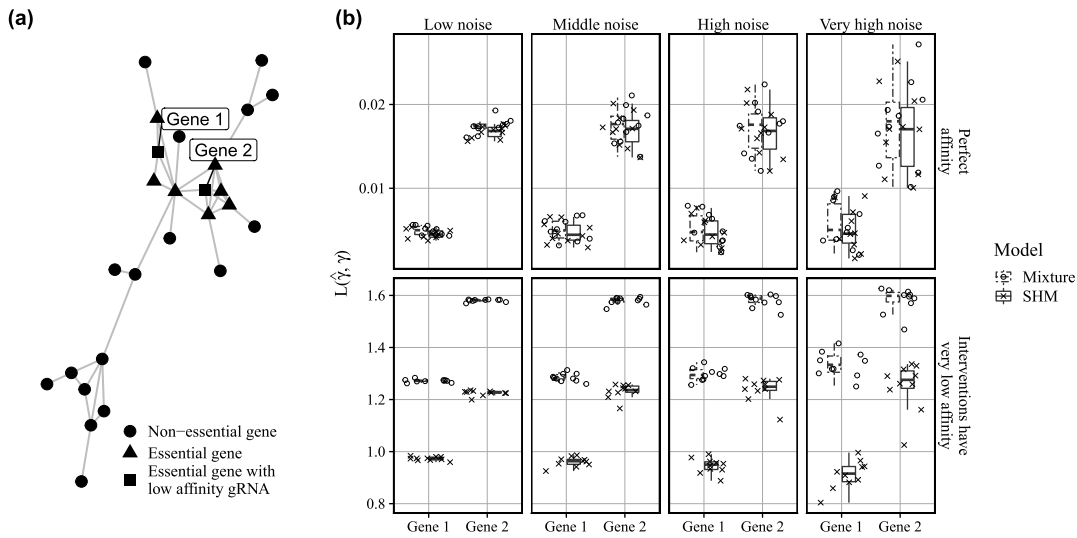 (a)
Gene 1
Gene 2
Non−essential gene
Essential gene
Essential gene with
low affinity gRNA
(b)
Low noise
Middle noise
High noise
Very high noise
L(γ̂, γ)
0.02
0.01
Perfect
affinity
1.6
1.4
1.2
1.0
0.8
Interventions have
very low affinity
Gene 1
Gene 2
Gene 1
Gene 2
Gene 1
Gene 2
Gene 1
Gene 2
Model
Mixture
SHM